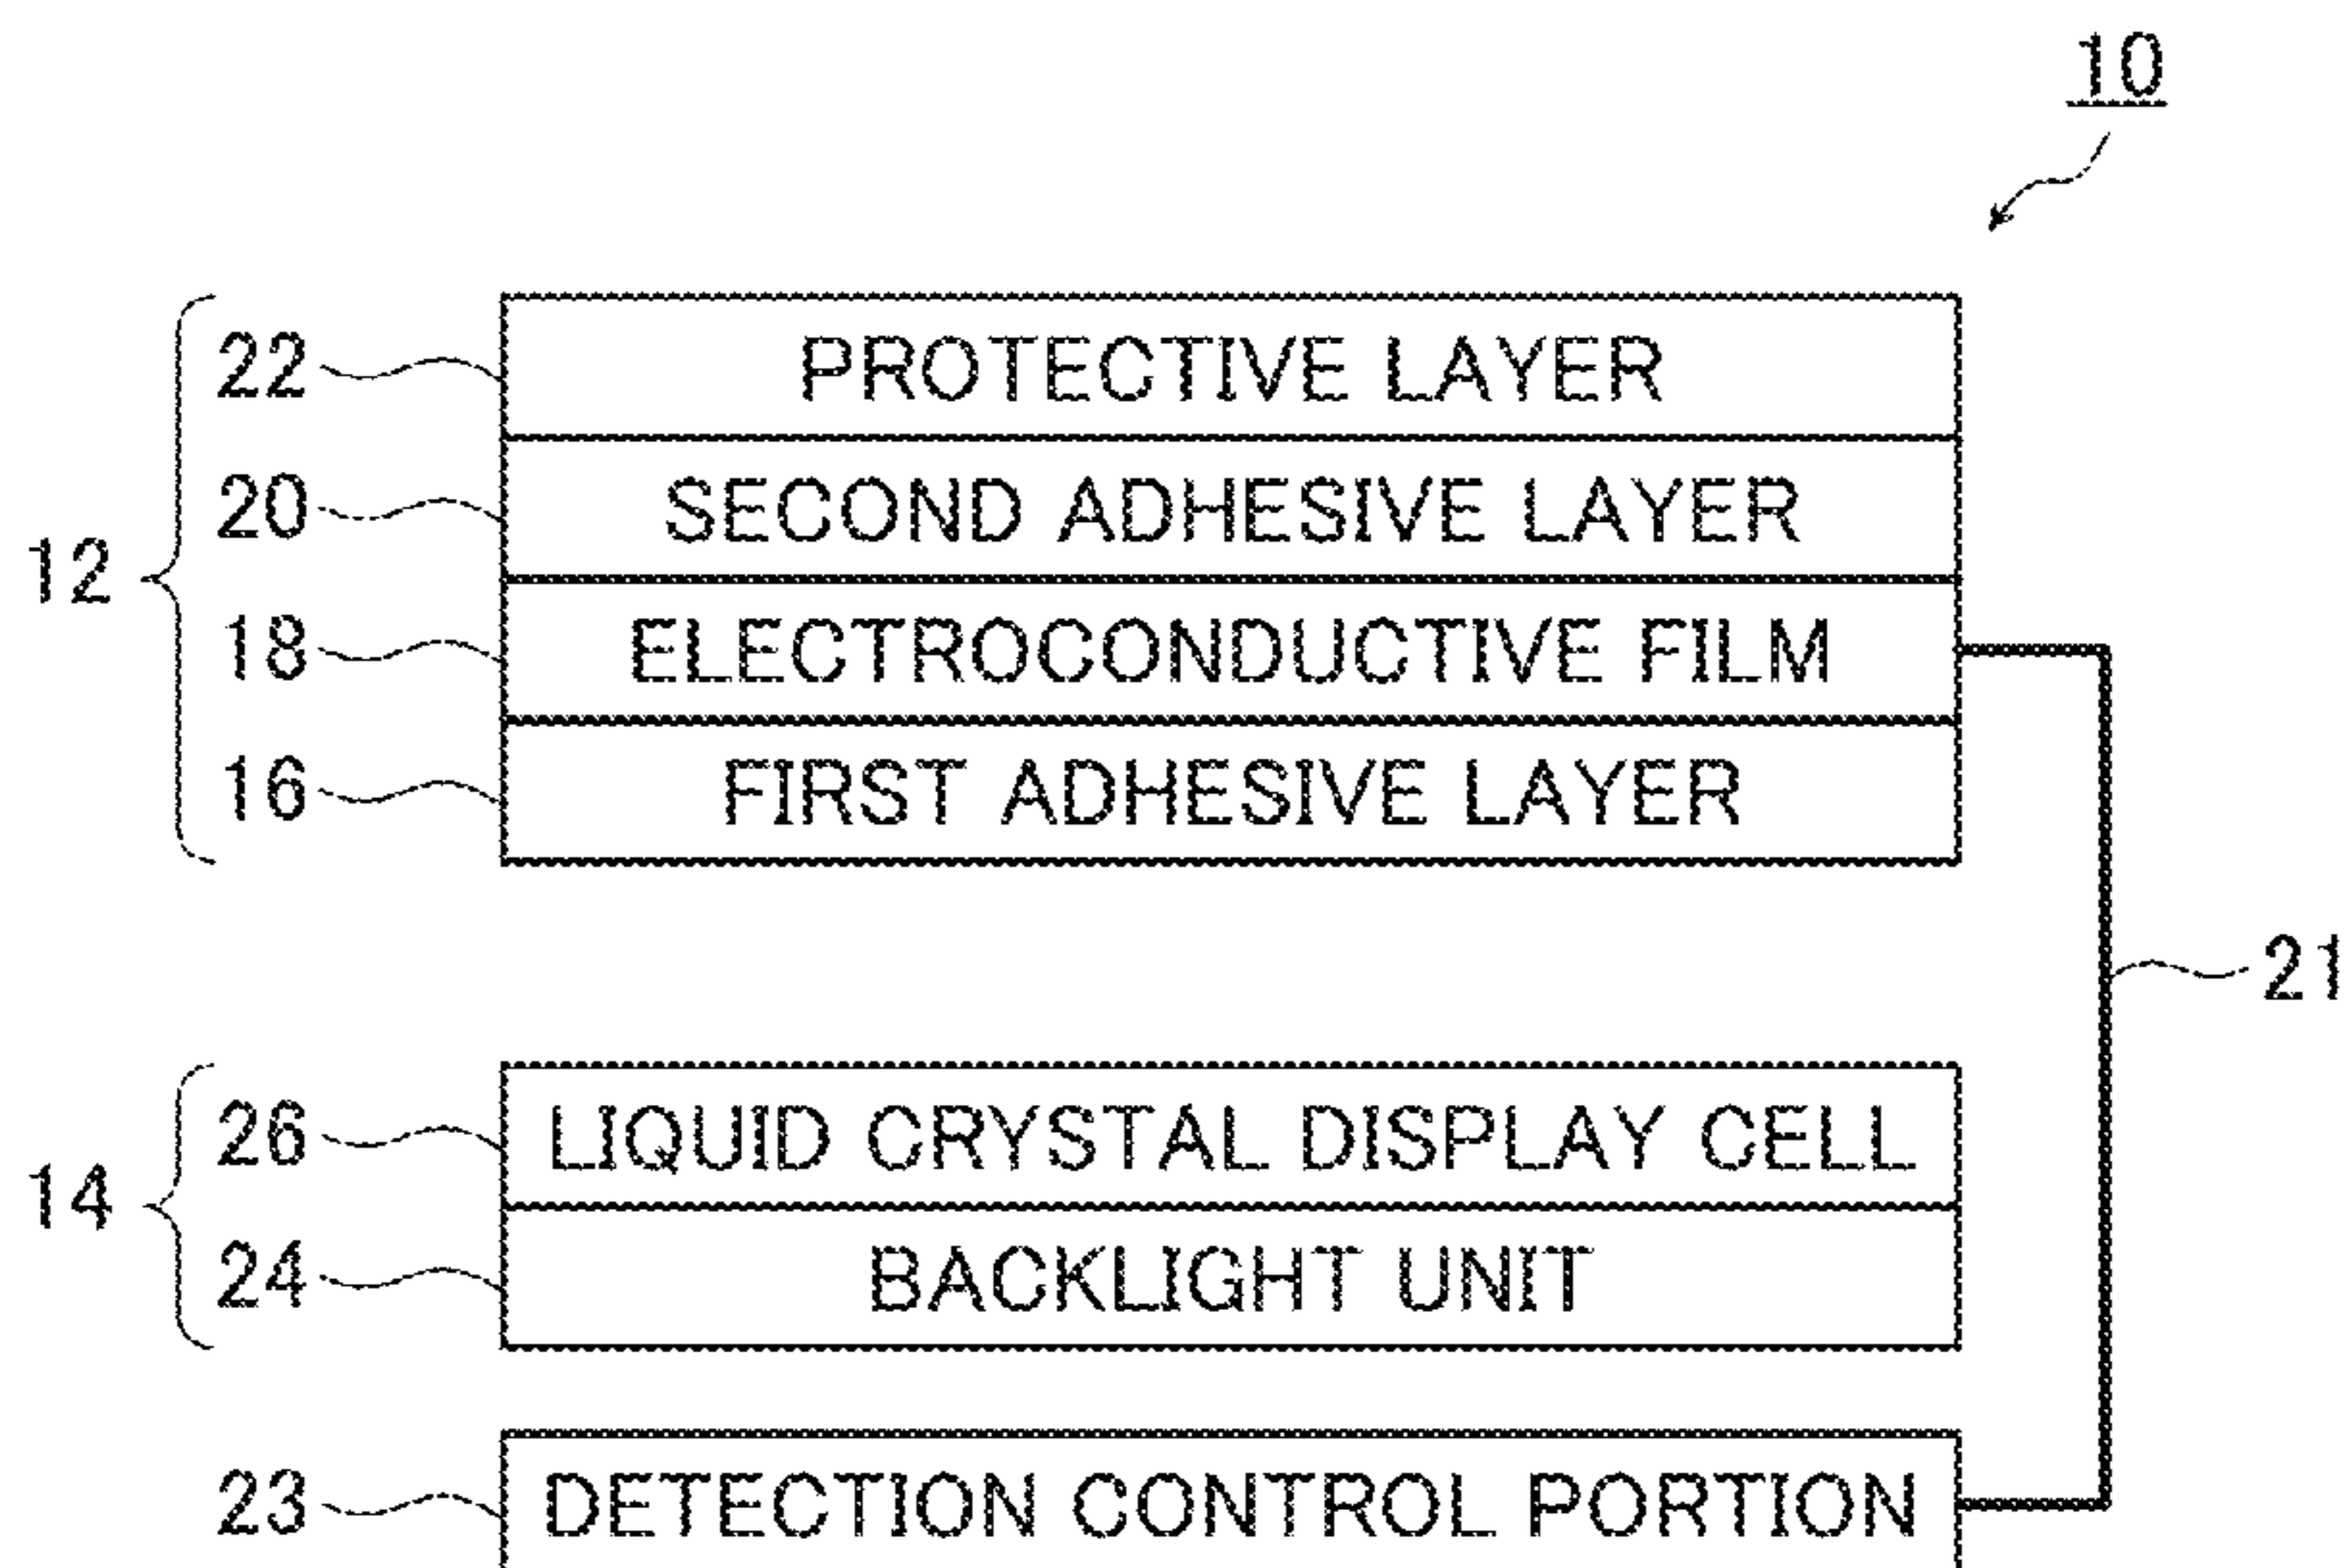 10
22 PROTECTIVE LAYER
20 SECOND ADHESIVE LAYER
12
18 ELECTROCONDUCTIVE FILM
16 FIRST ADHESIVE LAYER
21
26 LIQUID CRYSTAL DISPLAY CELL
14
24 BACKLIGHT UNIT
23 DETECTION CONTROL PORTION